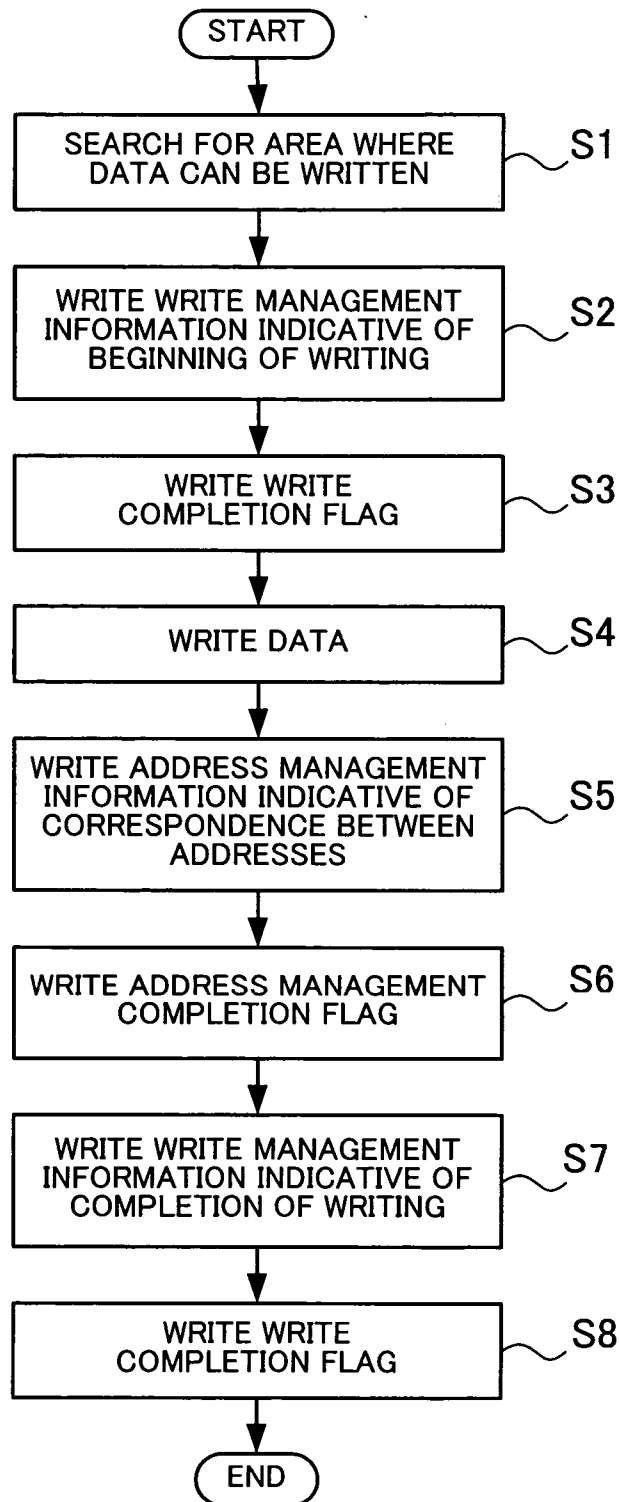 START
SEARCH FOR AREA WHERE
DATA CAN BE WRITTEN
S1
WRITE WRITE MANAGEMENT
INFORMATION INDICATIVE OF
BEGINNING OF WRITING
S2
WRITE WRITE
COMPLETION FLAG
S3
WRITE DATA
S4
WRITE ADDRESS MANAGEMENT
INFORMATION INDICATIVE OF
CORRESPONDENCE BETWEEN
ADDRESSES
S5
WRITE ADDRESS MANAGEMENT
COMPLETION FLAG
S6
WRITE WRITE MANAGEMENT
INFORMATION INDICATIVE OF
COMPLETION OF WRITING
S7
WRITE WRITE
COMPLETION FLAG
S8
END